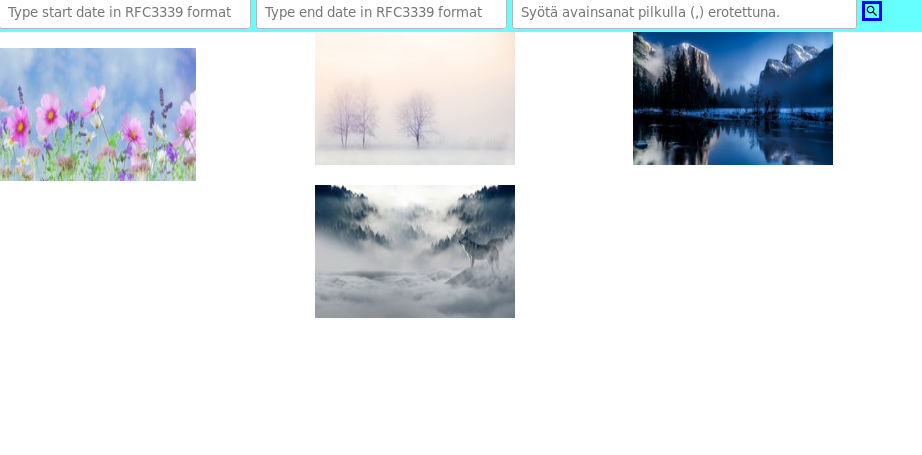 Type start date in RFC3339 format
Type end date in RFC3339 format
Syötä avainsanat pilkulla (,) erotettuna.